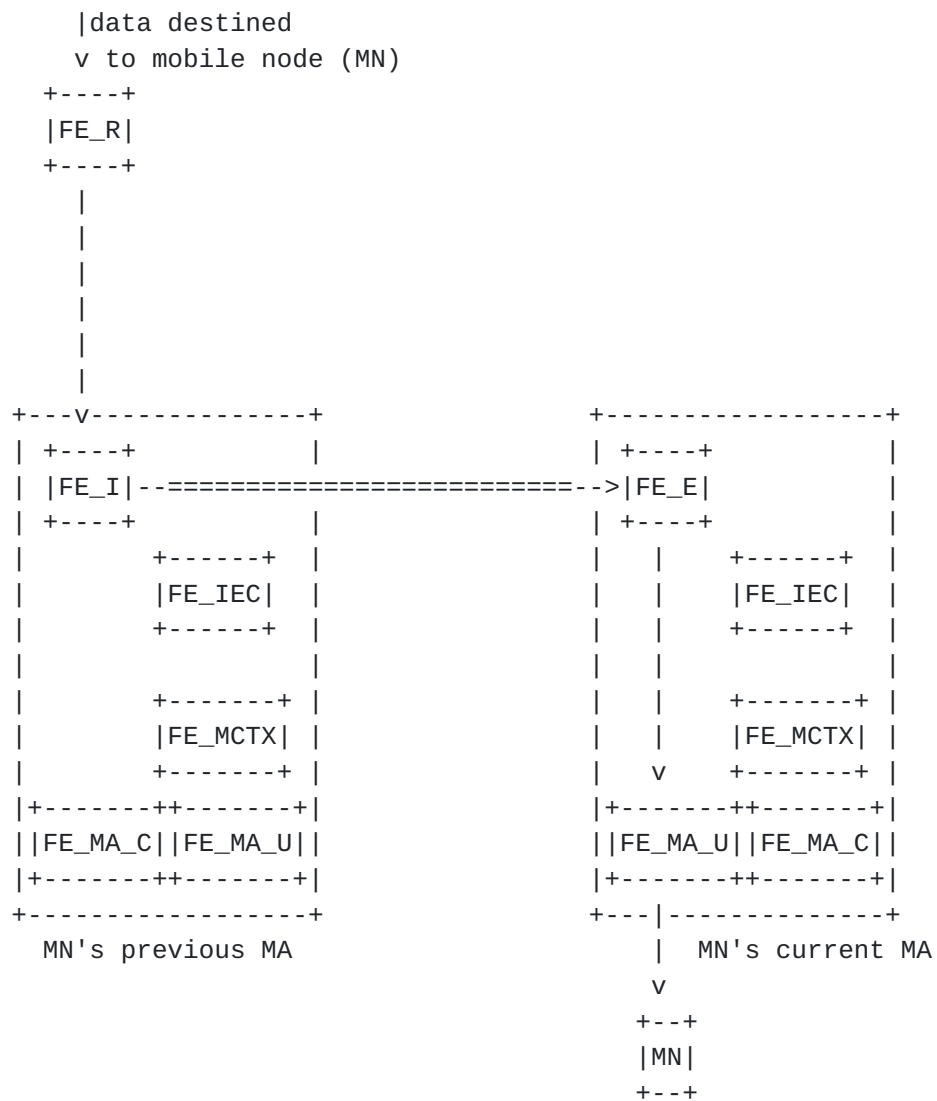 |data destined
    v to mobile node (MN)
  +----+
  |FE_R|
  +----+
    |
    |
    |
    |
    |
    |
+---v--------------+                 +------------------+
| +----+           |                 | +----+           |
| |FE_I|--==========================-->|FE_E|           |
| +----+           |                 | +----+           |
|        +------+  |                 |   |    +------+  |
|        |FE_IEC|  |                 |   |    |FE_IEC|  |
|        +------+  |                 |   |    +------+  |
|                  |                 |   |              |
|        +-------+ |                 |   |    +-------+ |
|        |FE_MCTX| |                 |   |    |FE_MCTX| |
|        +-------+ |                 |   v    +-------+ |
|+-------++-------+|                 |+-------++-------+|
||FE_MA_C||FE_MA_U||                 ||FE_MA_U||FE_MA_C||
|+-------++-------+|                 |+-------++-------+|
+------------------+                 +---|--------------+
  MN's previous MA                       |  MN's current MA
                                         v
                                        +--+
                                        |MN|
                                        +--+